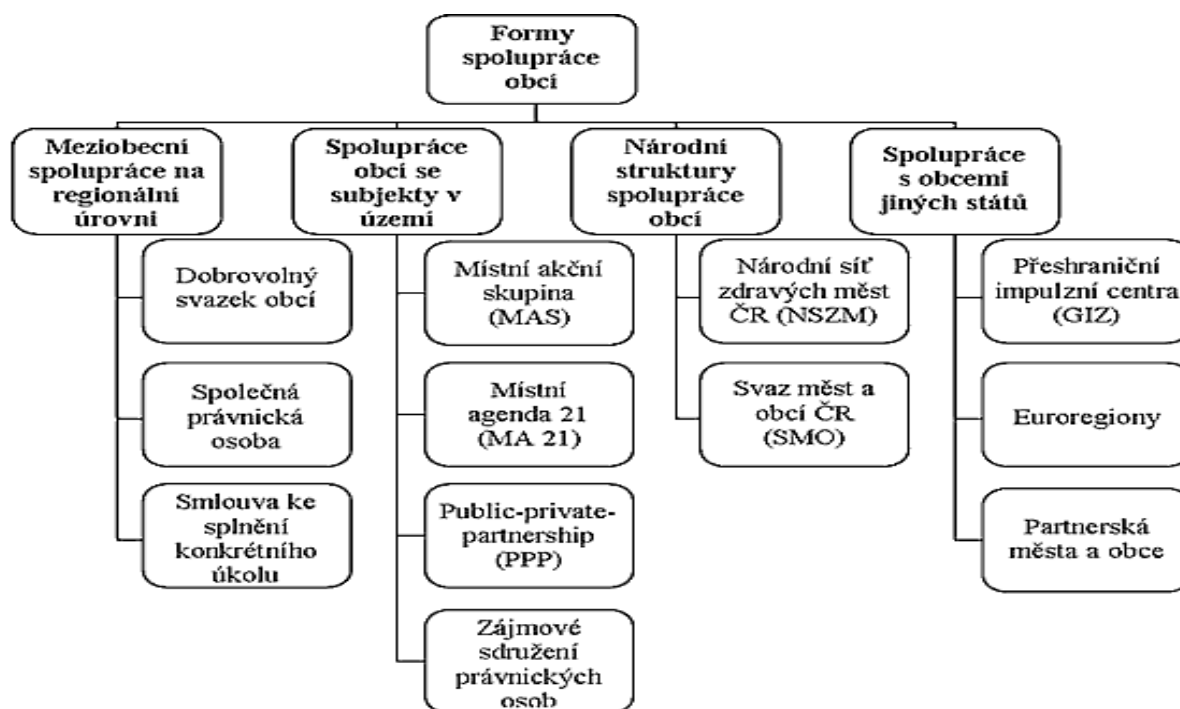 Formy
spolupráce
obcí
Meziobecní
spolupráce na
regionální
úrovni
Spolupráce
obcí se
subjekty v
území
Národní
struktury
spolupráce
obcí
Spolupráce
s obcemi
jiných států
Dobrovolný
svazek obcí
Společná
právnická
osoba
Smlouva ke
splnění
konkrétního
úkolu
Místní akční
skupina
(MAS)
Místní
agenda 21
(MA 21)
Public-private-
partnership
(PPP)
Zájmové
sdružení
právnických
osob
Národní síť
zdravých měst
ČR (NSZM)
Svaz měst a
obcí ČR
(SMO)
Přeshraniční
impulzní centra
(GIZ)
Euroregiony
Partnerská
města a obce